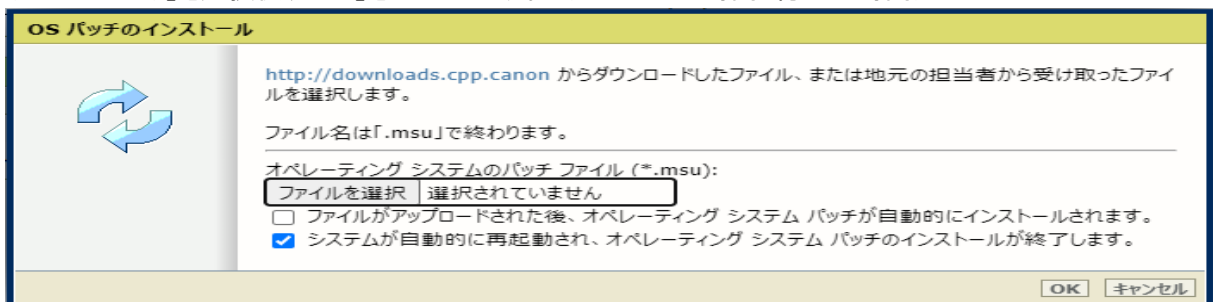 OS パッチのインストール
http://downloads.cpp.canon からダウンロードしたファイル、または地元の担当者から受け取ったファイ
ルを選択します。
ファイル名は「.msu」で終わります。
オペレーティング システムのパッチ ファイル (*.msu):
ファイルを選択 選択されていません
ファイルがアップロードされた後、オペレーティング システム パッチが自動的にインストールされます。
システムが自動的に再起動され、オペレーティング システム パッチのインストールが終了します。
OK キャンセル